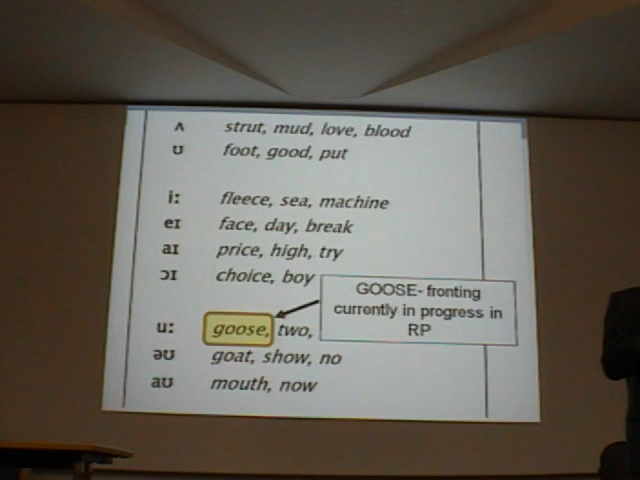 ʌ strut, mud, love, blood
ʊ foot, good, put
iː fleece, sea, machine
eɪ face, day, break
aɪ price, high, try
ɔɪ choice, boy
GOOSE- fronting
currently in progress in
RP
uː goose, two,
əʊ goat, show, no
aʊ mouth, now